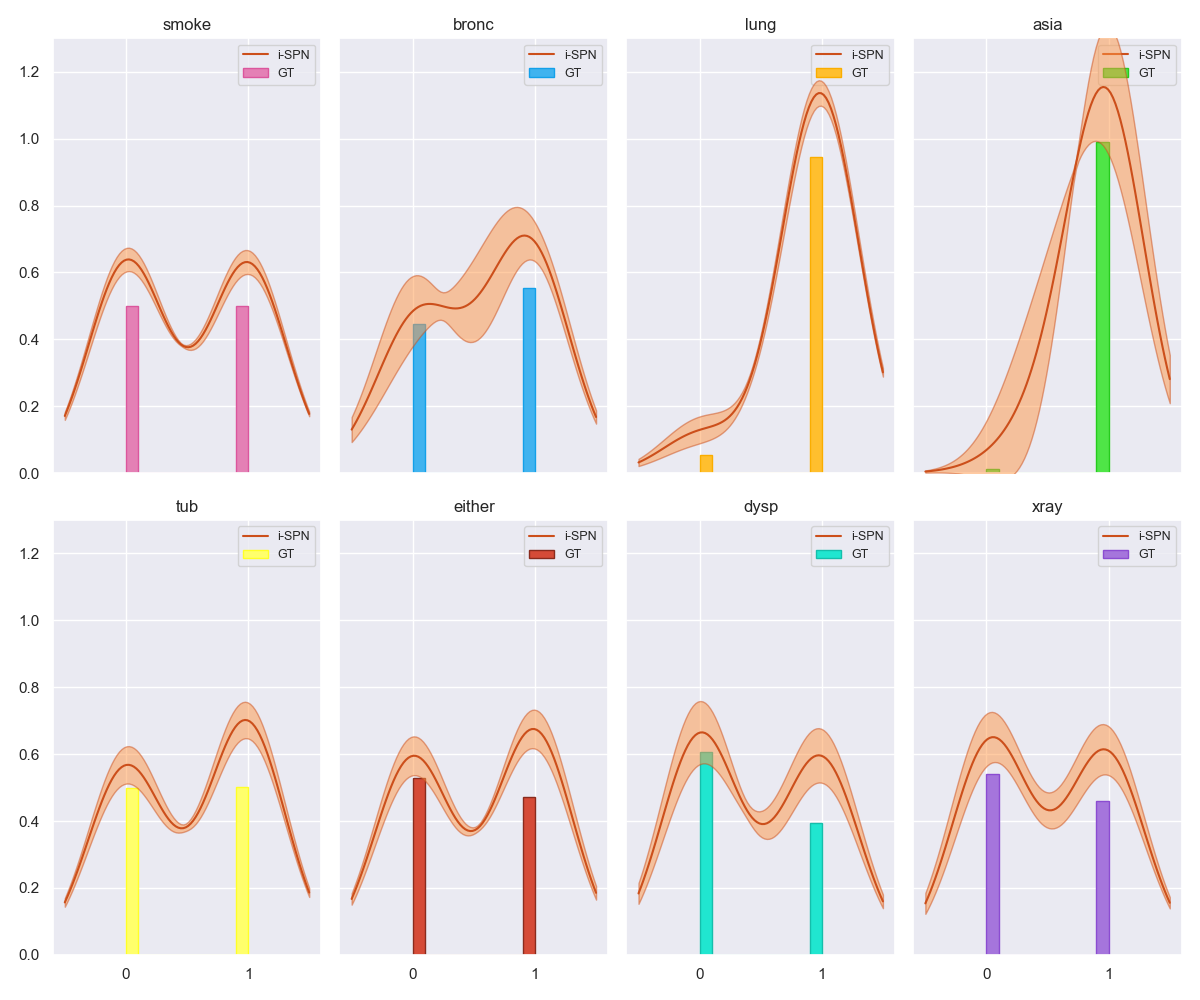 smoke
bronc
lung
asia
i-SPN
GT
i-SPN
GT
i-SPN
GT
i-SPN
GT
1.2
1.0
0.8
0.6
0.4
0.2
0.0
tub
either
dysp
xray
i-SPN
GT
i-SPN
GT
i-SPN
GT
i-SPN
GT
1.2
1.0
0.8
0.6
0.4
0.2
0.0
0 1
0 1
0 1
0 1